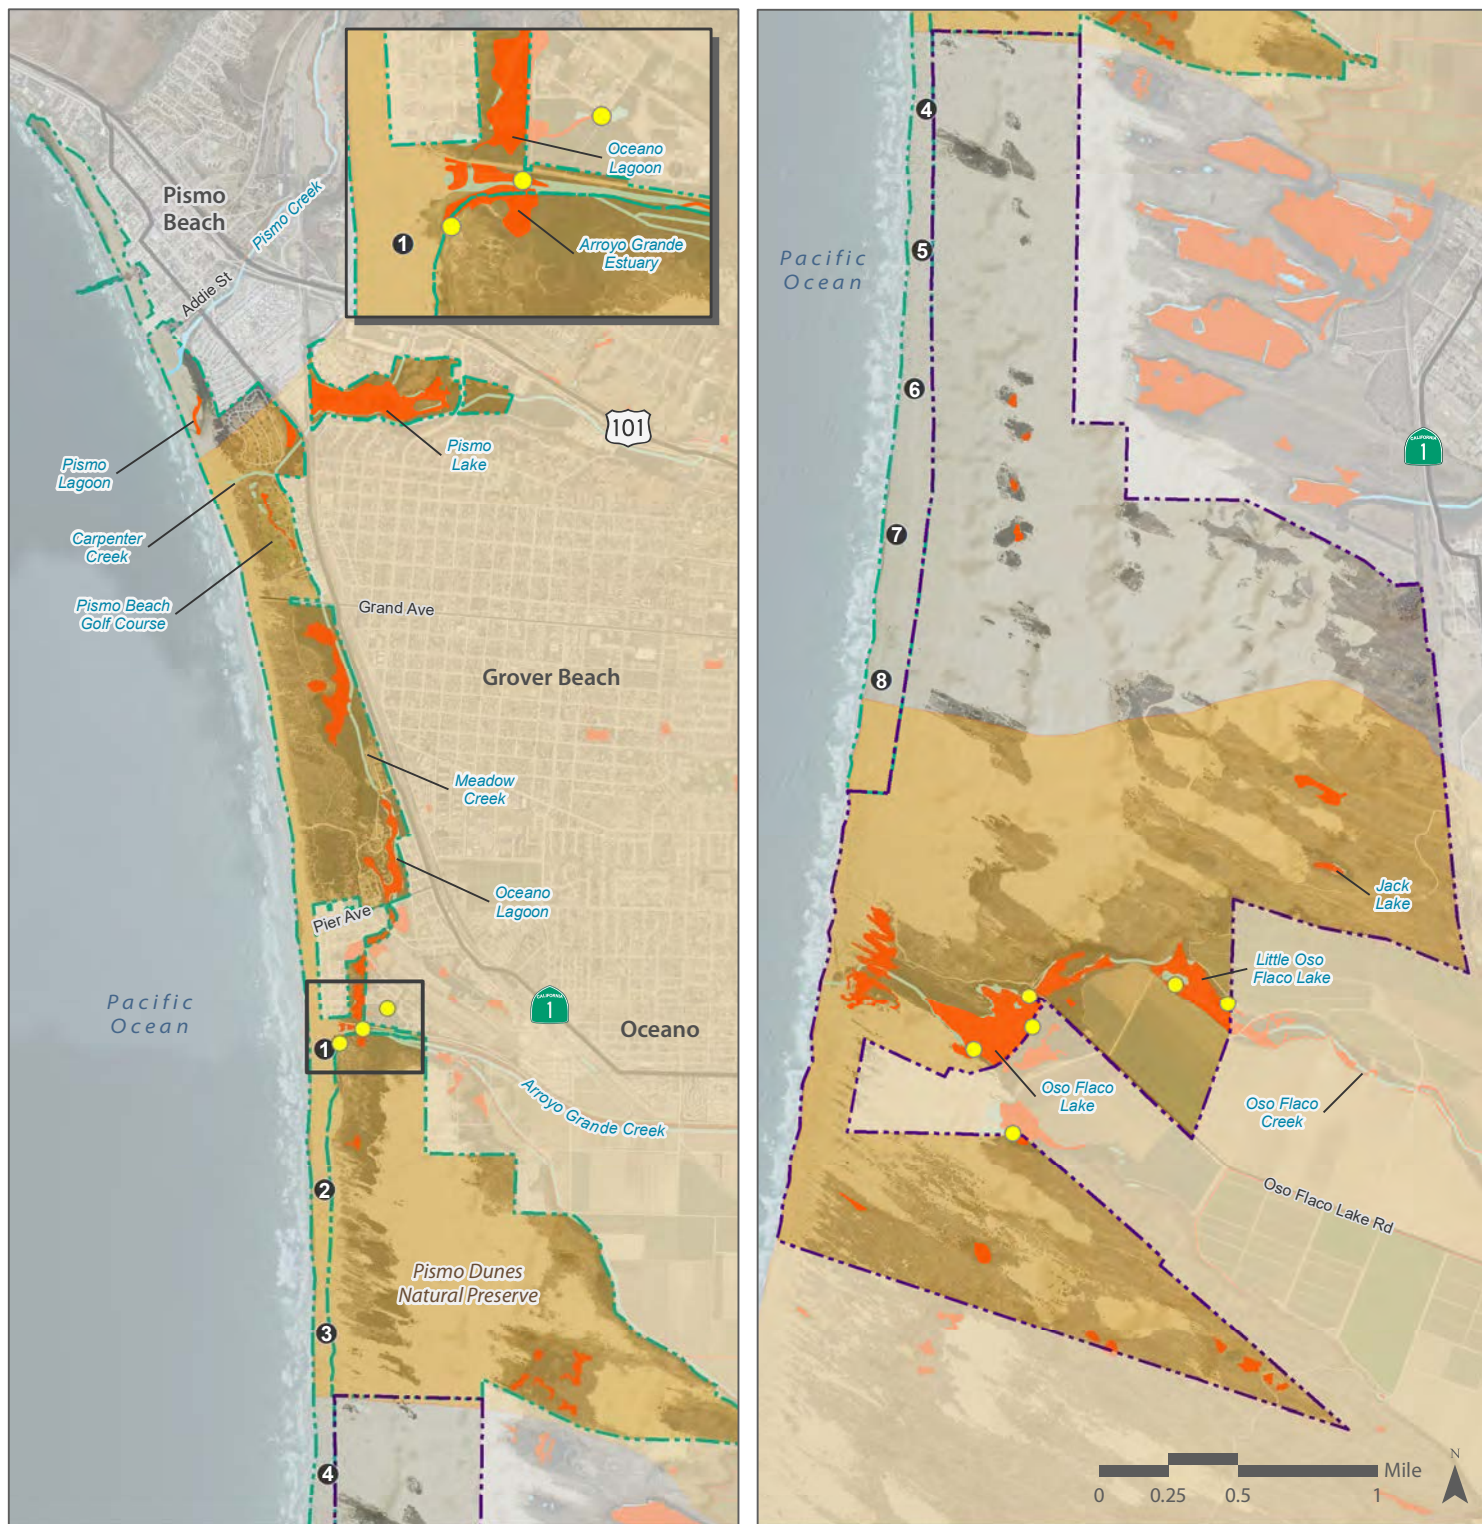 Pismo
Beach
Pismo Creek
Addie St
Oceano
Lagoon
Arroyo Grande
Estuary
1
101
Pismo
Lake
Pismo
Lagoon
Carpenter
Creek
Pismo Beach
Golf Course
Grand Ave
Grover Beach
Meadow
Creek
Oceano
Lagoon
Pier Ave
Pacific
Ocean
CALIFORNIA
1
Oceano
1
Arroyo Grande Creek
2
Pismo Dunes
Natural Preserve
3
4
4
5
Pacific
Ocean
6
CALIFORNIA
1
7
8
Jack
Lake
Little Oso
Flaco Lake
Oso Flaco
Lake
Oso Flaco
Creek
Oso Flaco Lake Rd
Mile
0 0.25 0.5 1
N